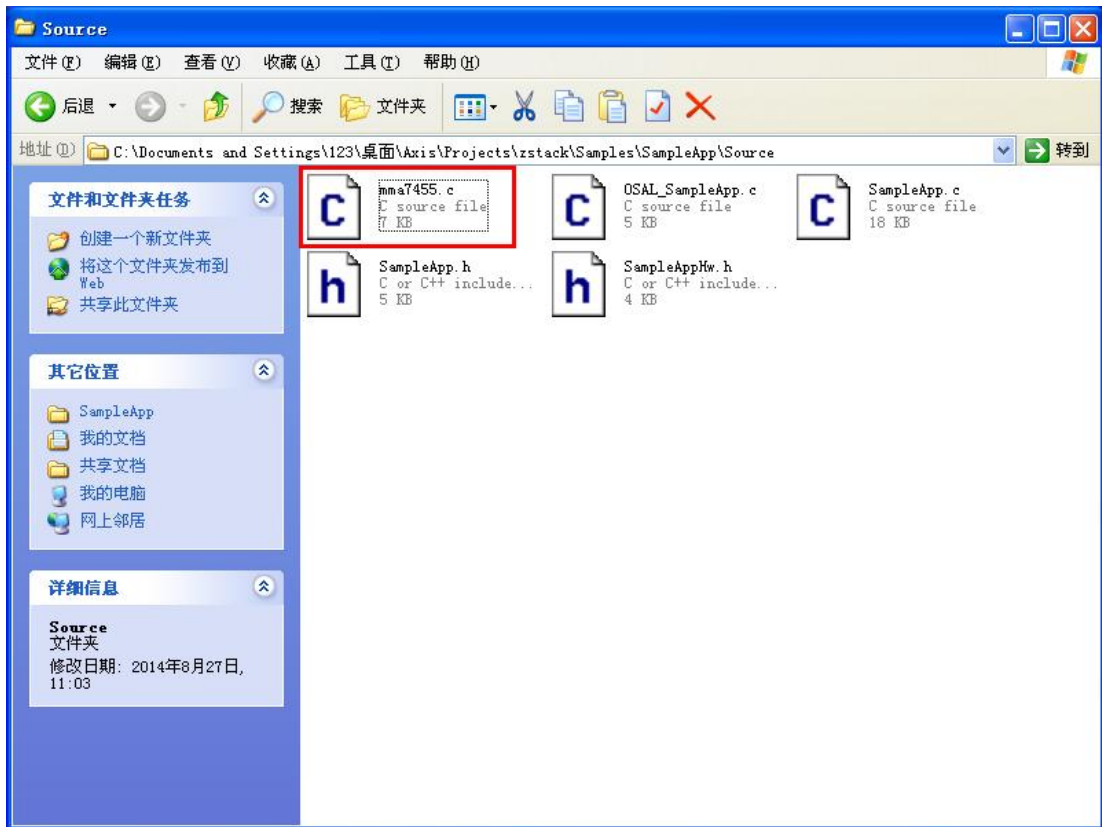 Source
文件(F) 编辑(E) 查看(V) 收藏(A) 工具(T) 帮助(H)
后退 搜索 文件夹
地址(D) C:\Documents and Settings\123\桌面\Axis\Projects\zstack\Samples\SampleApp\Source 转到
文件和文件夹任务
创建一个新文件夹
将这个文件夹发布到
Web
共享此文件夹
其它位置
SampleApp
我的文档
共享文档
我的电脑
网上邻居
详细信息
Source
文件夹
修改日期: 2014年8月27日,
11:03
C
mma7455.c
C source file
7 KB
C
OSAL_SampleApp.c
C source file
5 KB
C
SampleApp.c
C source file
18 KB
h
SampleApp.h
C or C++ include...
5 KB
h
SampleAppHw.h
C or C++ include...
4 KB